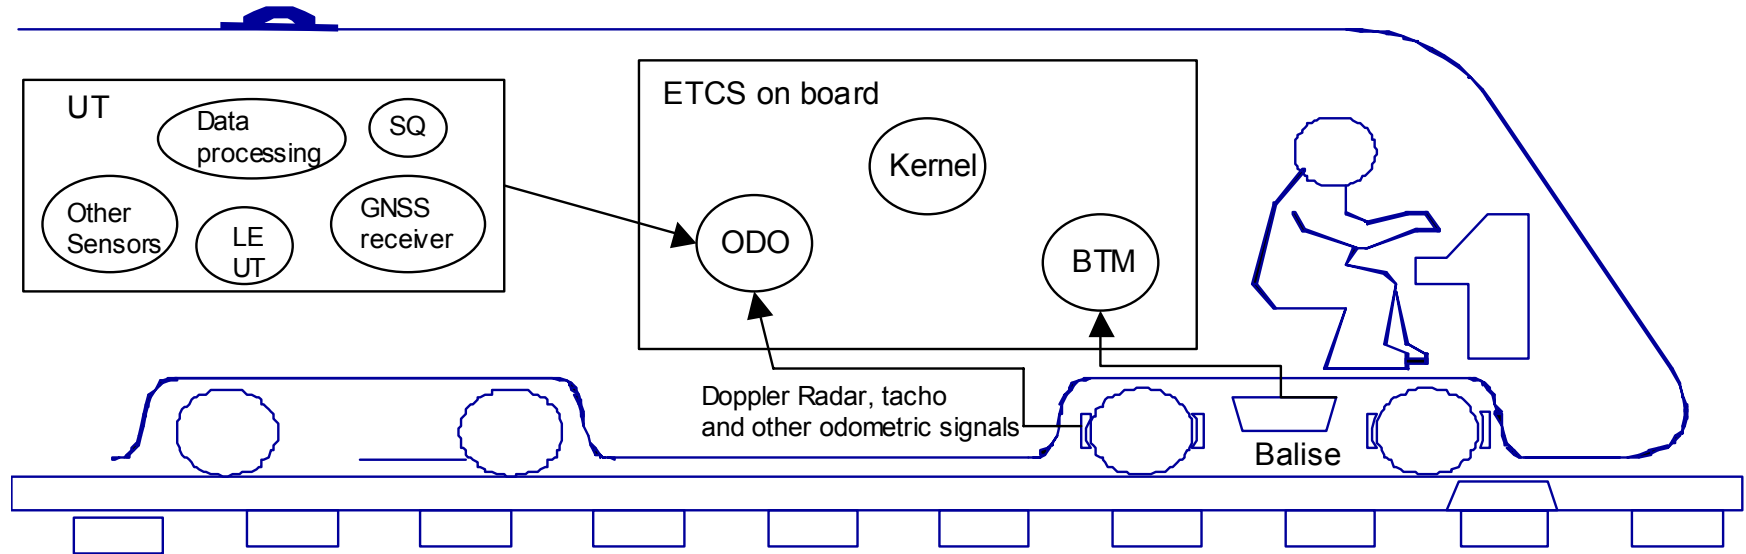 UT
Data
processing
SQ
Other
Sensors
LE
UT
GNSS
receiver
ETCS on board
Kernel
ODO
BTM
Doppler Radar, tacho
and other odometric signals
Balise